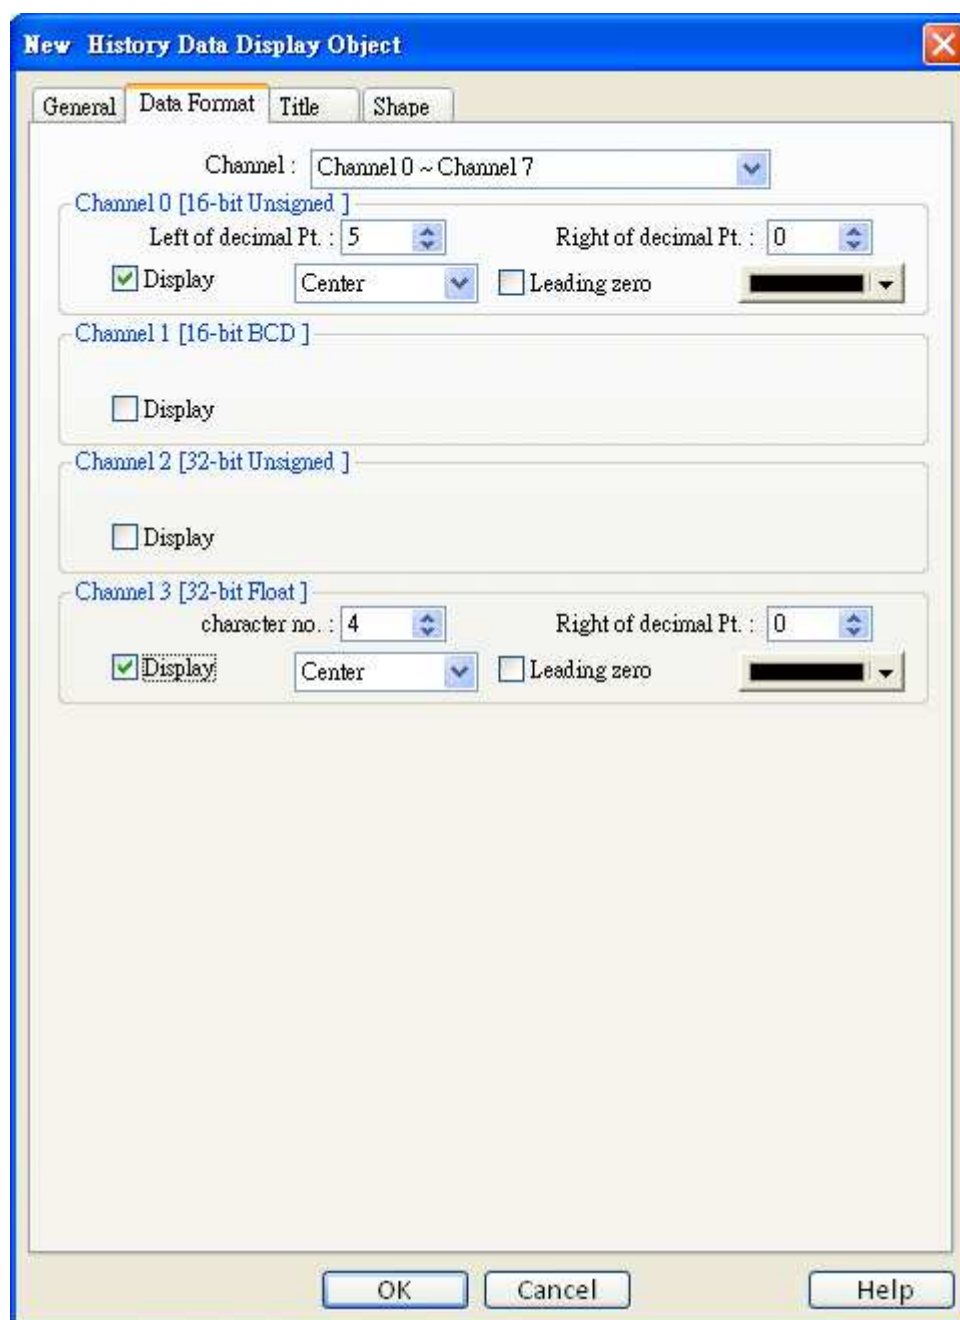 New History Data Display Object
General Data Format Title Shape
Channel : Channel 0 ~ Channel 7
Channel 0 [16-bit Unsigned ]
Left of decimal Pt. : 5 Right of decimal Pt. : 0
Display Center Leading zero
Channel 1 [16-bit BCD ]
Display
Channel 2 [32-bit Unsigned ]
Display
Channel 3 [32-bit Float ]
character no. : 4 Right of decimal Pt. : 0
Display Center Leading zero
OK Cancel Help